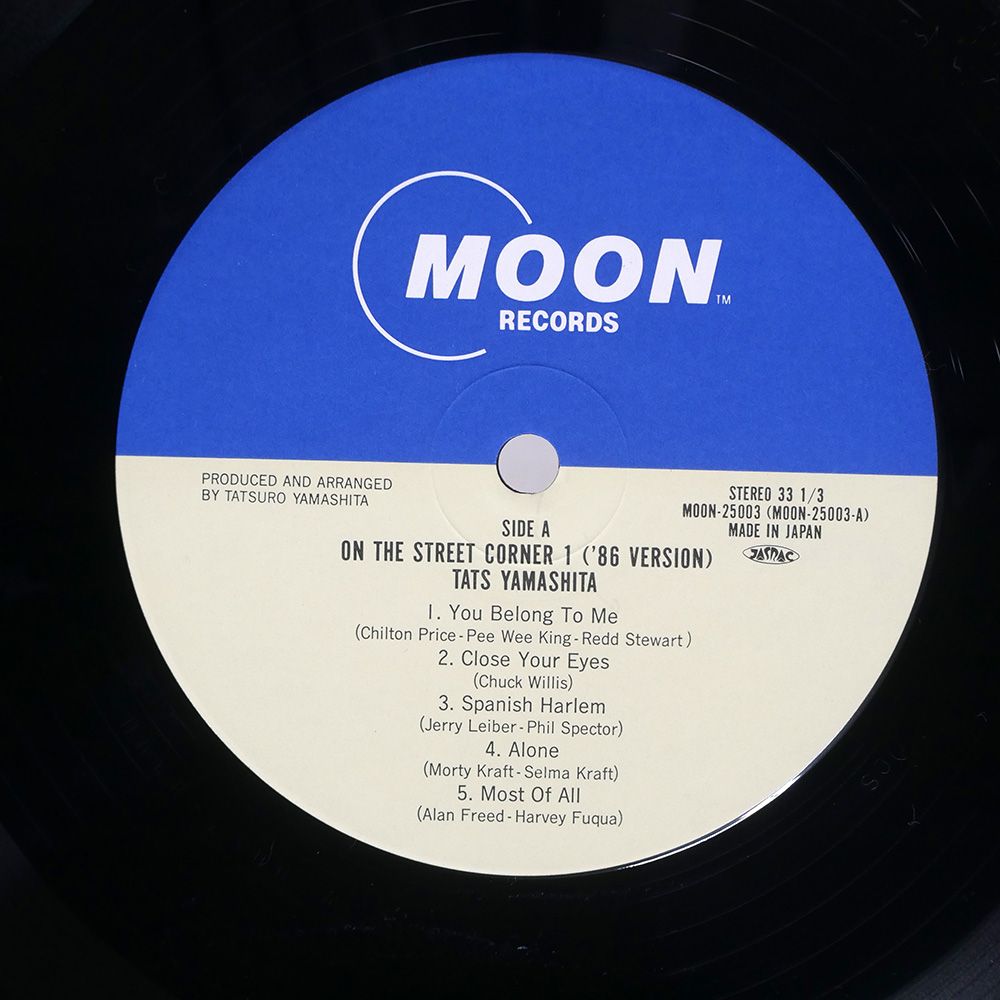 MOON™
RECORDS
PRODUCED AND ARRANGED
BY TATSURO YAMASHITA
STEREO 33 1/3
MOON-25003 (MOON-25003-A)
MADE IN JAPAN
JASRAC
SIDE A
ON THE STREET CORNER 1 ('86 VERSION)
TATS YAMASHITA
1. You Belong To Me
(Chilton Price-Pee Wee King-Redd Stewart)
2. Close Your Eyes
(Chuck Willis)
3. Spanish Harlem
(Jerry Leiber-Phil Spector)
4. Alone
(Morty Kraft-Selma Kraft)
5. Most Of All
(Alan Freed-Harvey Fuqua)